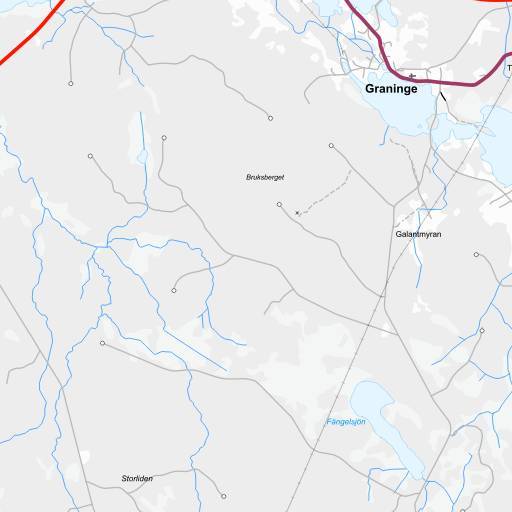 Graninge
Bruksberget
Galantmyran
Fängelsjön
Storliden